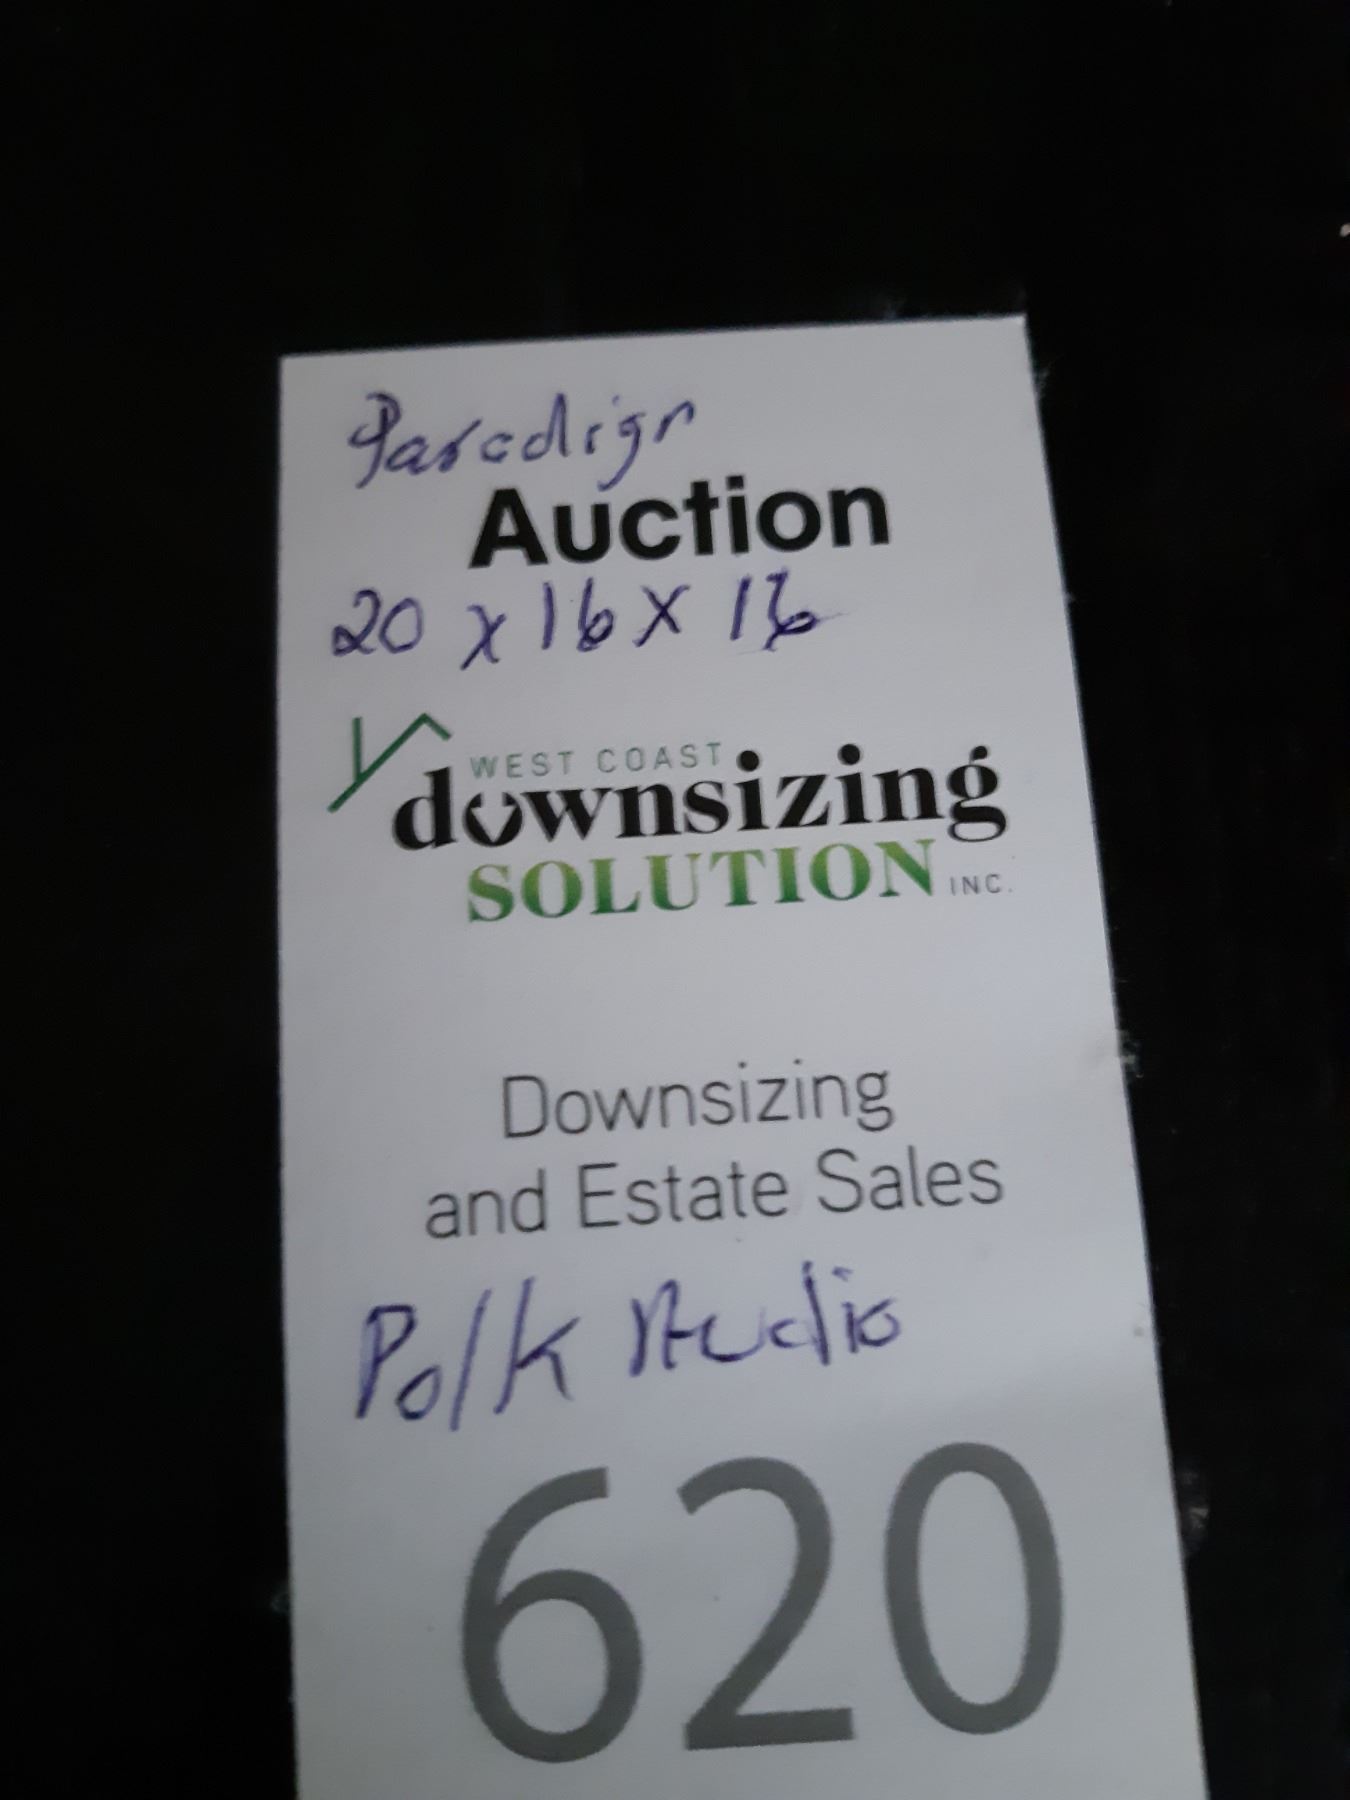 Paradigm
Auction
20 x 16 x 16
WEST COAST
downsizing
SOLUTION INC.
Downsizing
and Estate Sales
Polk Audio
620